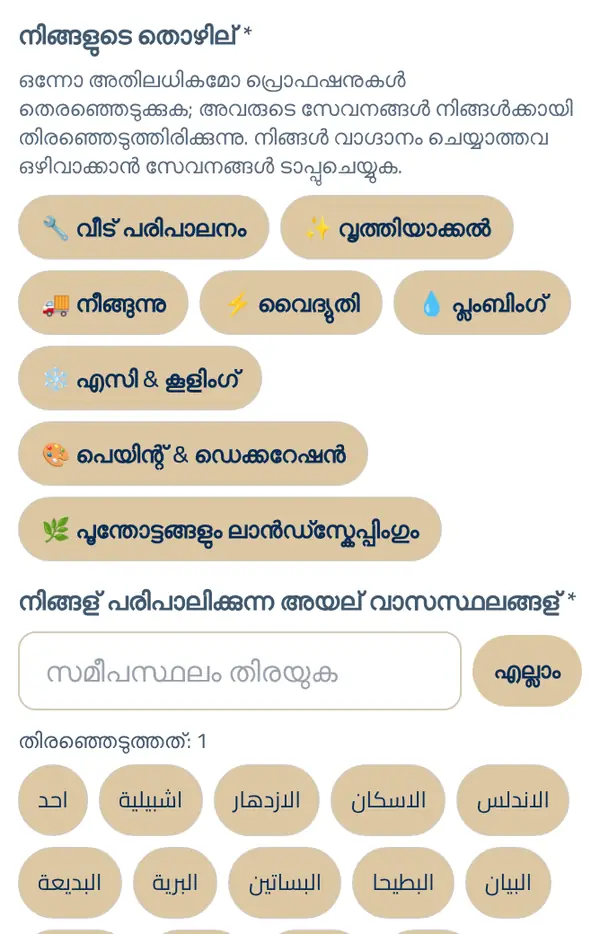 നിങ്ങളുടെ തൊഴില് *
ഒന്നോ അതിലധികമോ പ്രൊഫഷനുകൾ
തെരഞ്ഞെടുക്കുക; അവരുടെ സേവനങ്ങൾ നിങ്ങൾക്കായി
തിരഞ്ഞെടുത്തിരിക്കുന്നു. നിങ്ങൾ വാഗ്ദാനം ചെയ്യാത്തവ
ഒഴിവാക്കാൻ സേവനങ്ങൾ ടാപ്പുചെയ്യുക.
🔧 വീട് പരിപാലനം ✨ വൃത്തിയാക്കൽ
🚚 നീങ്ങുന്നു ⚡ വൈദ്യുതി 💧 പ്ലംബിംഗ്
❄️ എസി & കൂളിംഗ്
🎨 പെയിന്റ് & ഡെക്കറേഷൻ
🌿 പൂന്തോട്ടങ്ങളും ലാൻഡ്സ്കേപ്പിംഗും
നിങ്ങള് പരിപാലിക്കുന്ന അയല് വാസസ്ഥലങ്ങള് *
സമീപസ്ഥലം തിരയുക എല്ലാം
തിരഞ്ഞെടുത്തത്: 1
احد اشبيلية الازدهار الاسكان الاندلس
البديعة البرية البساتين البطيحا البيان